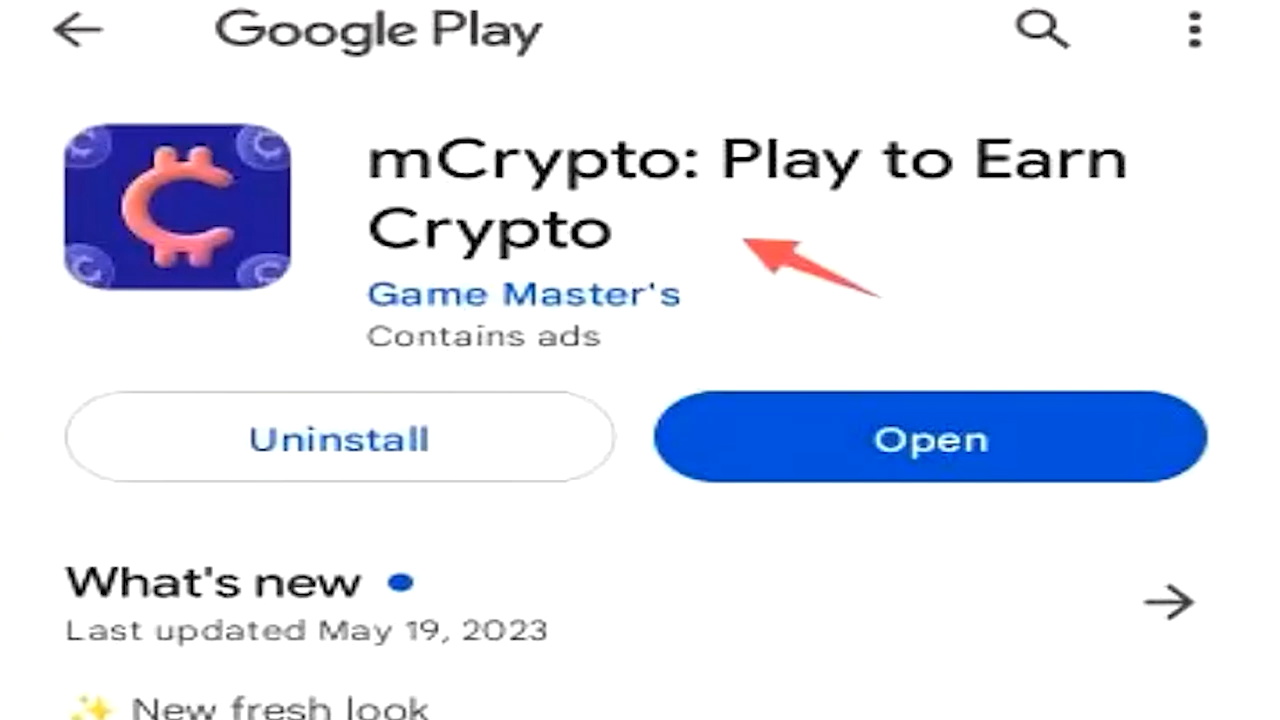 Google Play
mCrypto: Play to Earn
Crypto
Game Master's
Contains ads
Uninstall
Open
What's new
Last updated May 19, 2023
✨ New fresh look